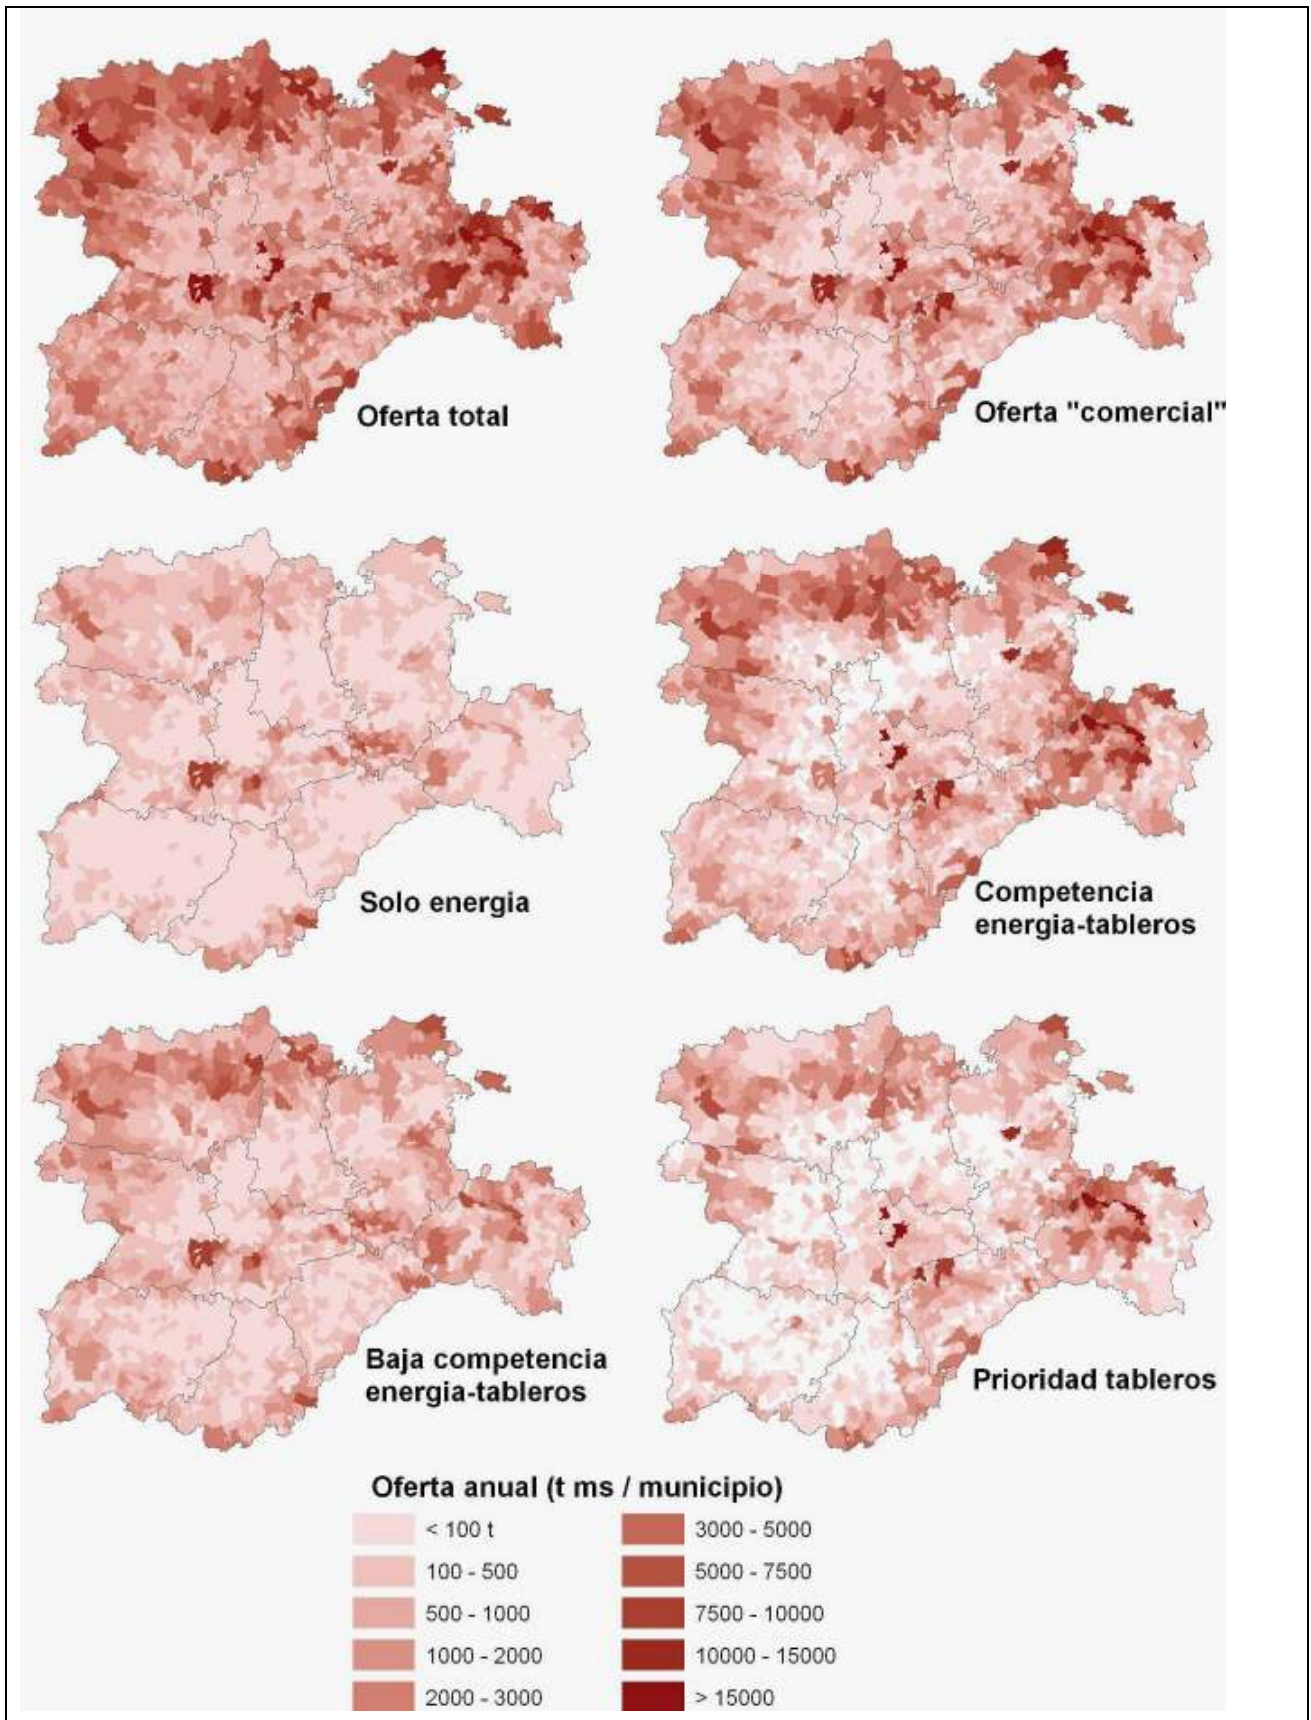 Oferta total
Oferta "comercial"
Solo energia
Competencia
energia-tableros
Baja competencia
energia-tableros
Prioridad tableros
Oferta anual (t ms / municipio)
< 100 t
100 - 500
500 - 1000
1000 - 2000
2000 - 3000
3000 - 5000
5000 - 7500
7500 - 10000
10000 - 15000
> 15000